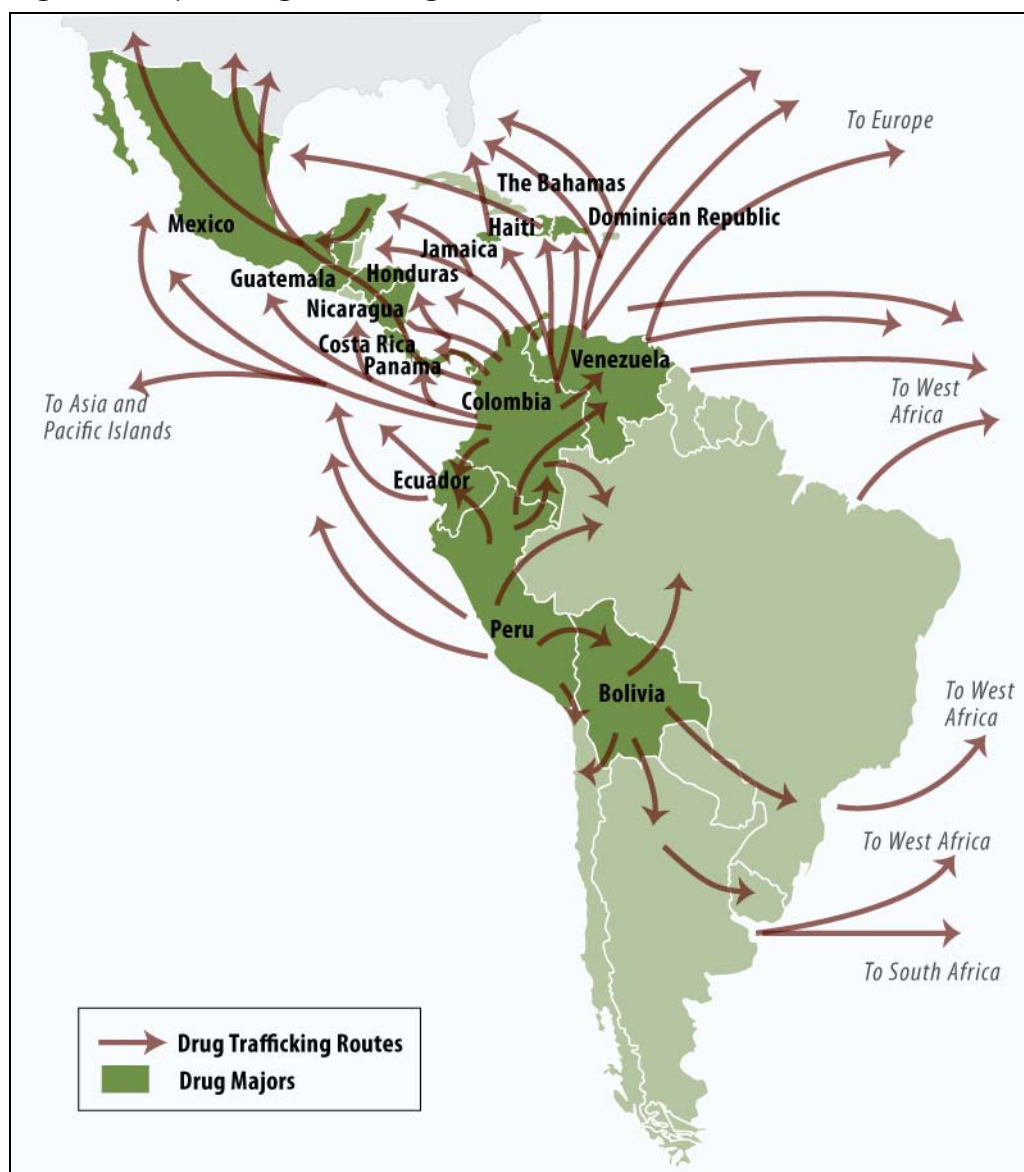 To Europe
The Bahamas
Dominican Republic
Haiti
Mexico
Jamaica
Guatemala
Honduras
Nicaragua
Costa Rica
Panama
Venezuela
Colombia
To Asia and
Pacific Islands
To West
Africa
Ecuador
Peru
Bolivia
To West
Africa
To West Africa
To South Africa
Drug Trafficking Routes
Drug Majors